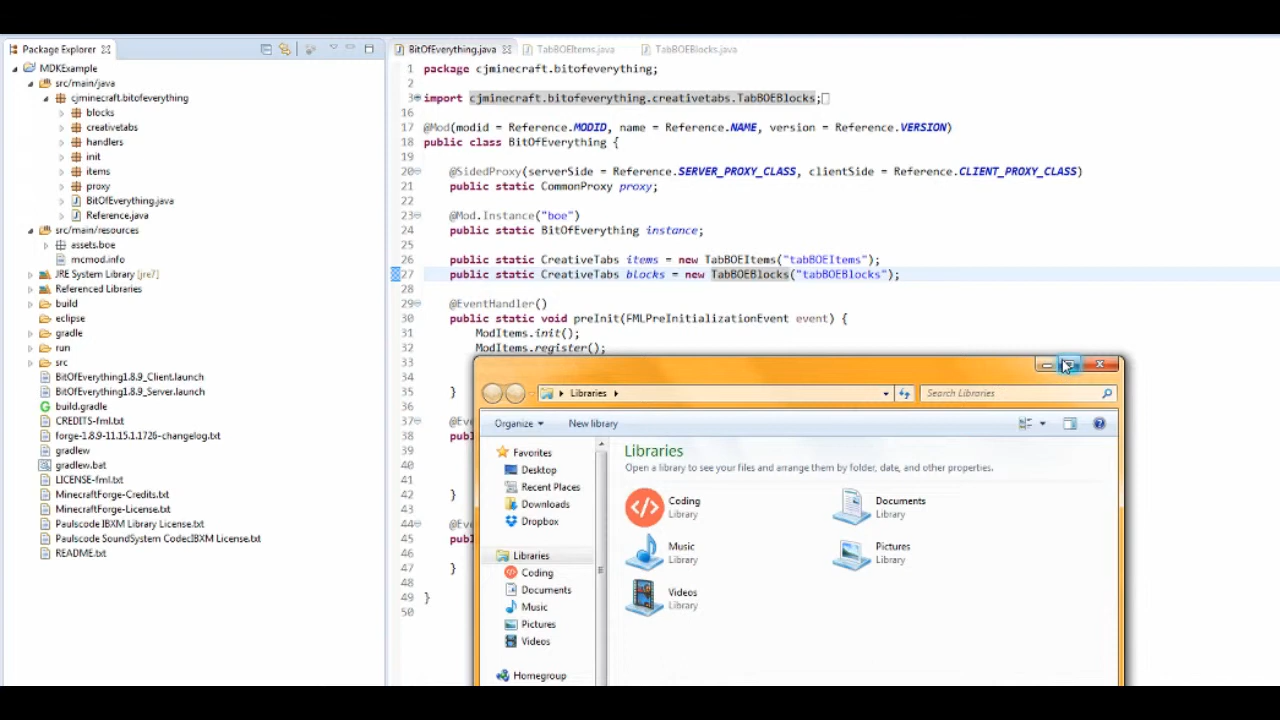 Package Explorer
MDKExample
src/main/java
cjminecraft.bitofeverything
blocks
creativetabs
handlers
init
items
proxy
BitOfEverything.java
Reference.java
src/main/resources
assets.boe
mcmod.info
JRE System Library [jre7]
Referenced Libraries
build
eclipse
gradle
run
src
BitOfEverything1.8.9_Client.launch
BitOfEverything1.8.9_Server.launch
build.gradle
CREDITS-fml.txt
forge-1.8.9-11.15.1.1726-changelog.txt
gradlew
gradlew.bat
LICENSE-fml.txt
MinecraftForge-Credits.txt
MinecraftForge-License.txt
Paulscode IBXM Library License.txt
Paulscode SoundSystem CodecIBXM License.txt
README.txt
BitOfEverything.java TabBOEItems.java TabBOEBlocks.java
1 package cjminecraft.bitofeverything;
2
3 import cjminecraft.bitofeverything.creativetabs.TabBOEBlocks;
16
17 @Mod(modid = Reference.MODID, name = Reference.NAME, version = Reference.VERSION)
18 public class BitOfEverything {
19
20 @SidedProxy(serverSide = Reference.SERVER_PROXY_CLASS, clientSide = Reference.CLIENT_PROXY_CLASS)
21 public static CommonProxy proxy;
22
23 @Mod.Instance("boe")
24 public static BitOfEverything instance;
25
26 public static CreativeTabs items = new TabBOEItems("tabBOEItems");
27 public static CreativeTabs blocks = new TabBOEBlocks("tabBOEBlocks");
28
29 @EventHandler()
30 public static void preInit(FMLPreInitializationEvent event) {
31 ModItems.init();
32 ModItems.register();
33
34
35 }
36
37 @Eve
38 publ
39
40
41
42 }
43
44 @Eve
45 publ
46
47 }
48
49 }
50
Libraries
Search Libraries
Organize New library
Favorites
Desktop
Recent Places
Downloads
Dropbox
Libraries
Coding
Documents
Music
Pictures
Videos
Homegroup
Libraries
Open a library to see your files and arrange them by folder, date, and other properties.
Coding
Library
Documents
Library
Music
Library
Pictures
Library
Videos
Library